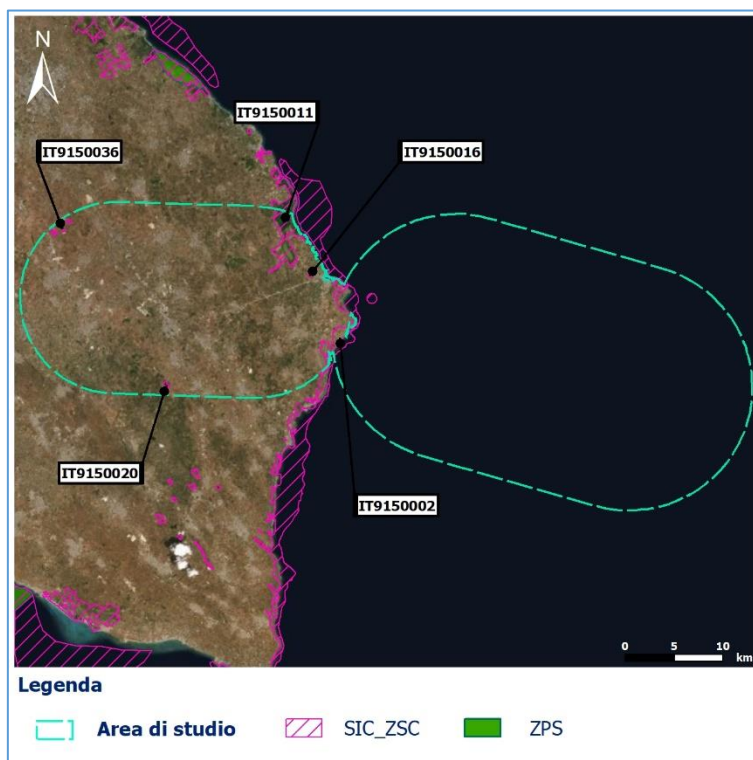 N
IT9150011
IT9150036
IT9150016
IT9150020
IT9150002
0 5 10
km
Legenda
Area di studio SIC_ZSC ZPS